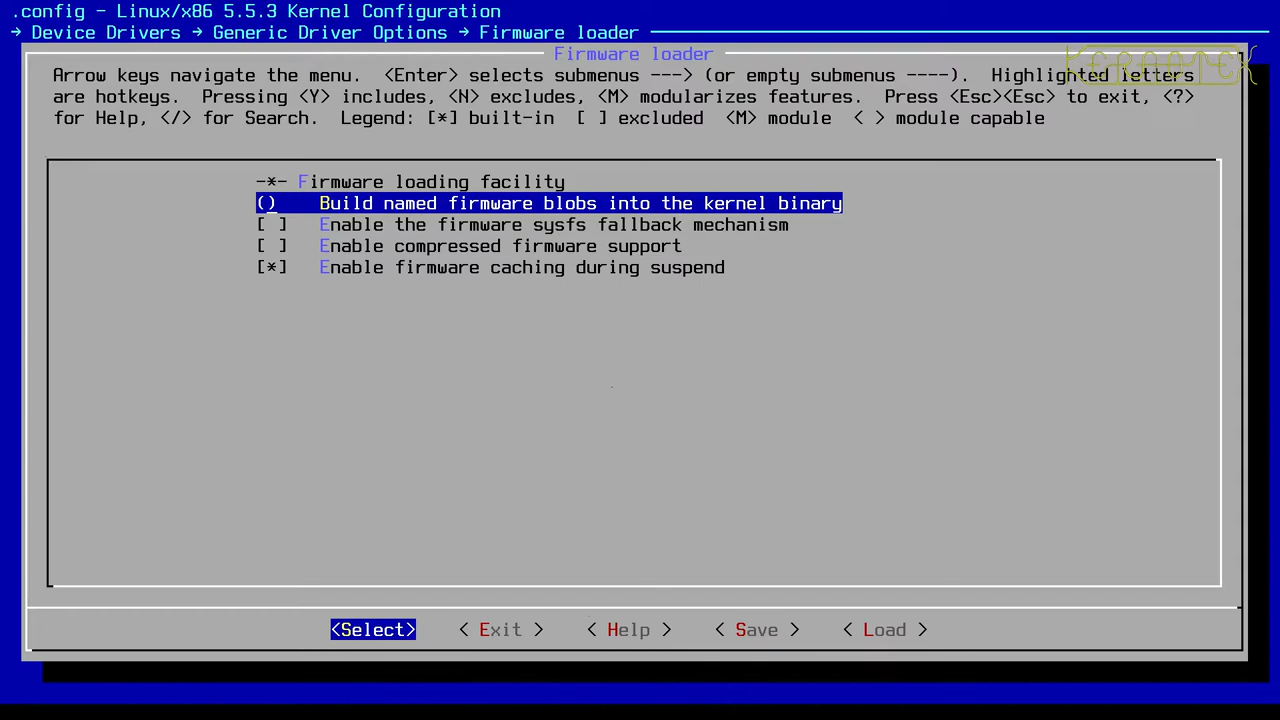 .config - Linux/x86 5.5.3 Kernel Configuration
→ Device Drivers → Generic Driver Options → Firmware loader
Firmware loader
Arrow keys navigate the menu.  <Enter> selects submenus ---> (or empty submenus ----).  Highlighted letters
are hotkeys.  Pressing <Y> includes, <N> excludes, <M> modularizes features.  Press <Esc><Esc> to exit, <?>
for Help, </> for Search.  Legend: [*] built-in  [ ] excluded  <M> module  < > module capable
-*- Firmware loading facility
()    Build named firmware blobs into the kernel binary
[ ]   Enable the firmware sysfs fallback mechanism
[ ]   Enable compressed firmware support
[*]   Enable firmware caching during suspend
<Select>    < Exit >    < Help >    < Save >    < Load >